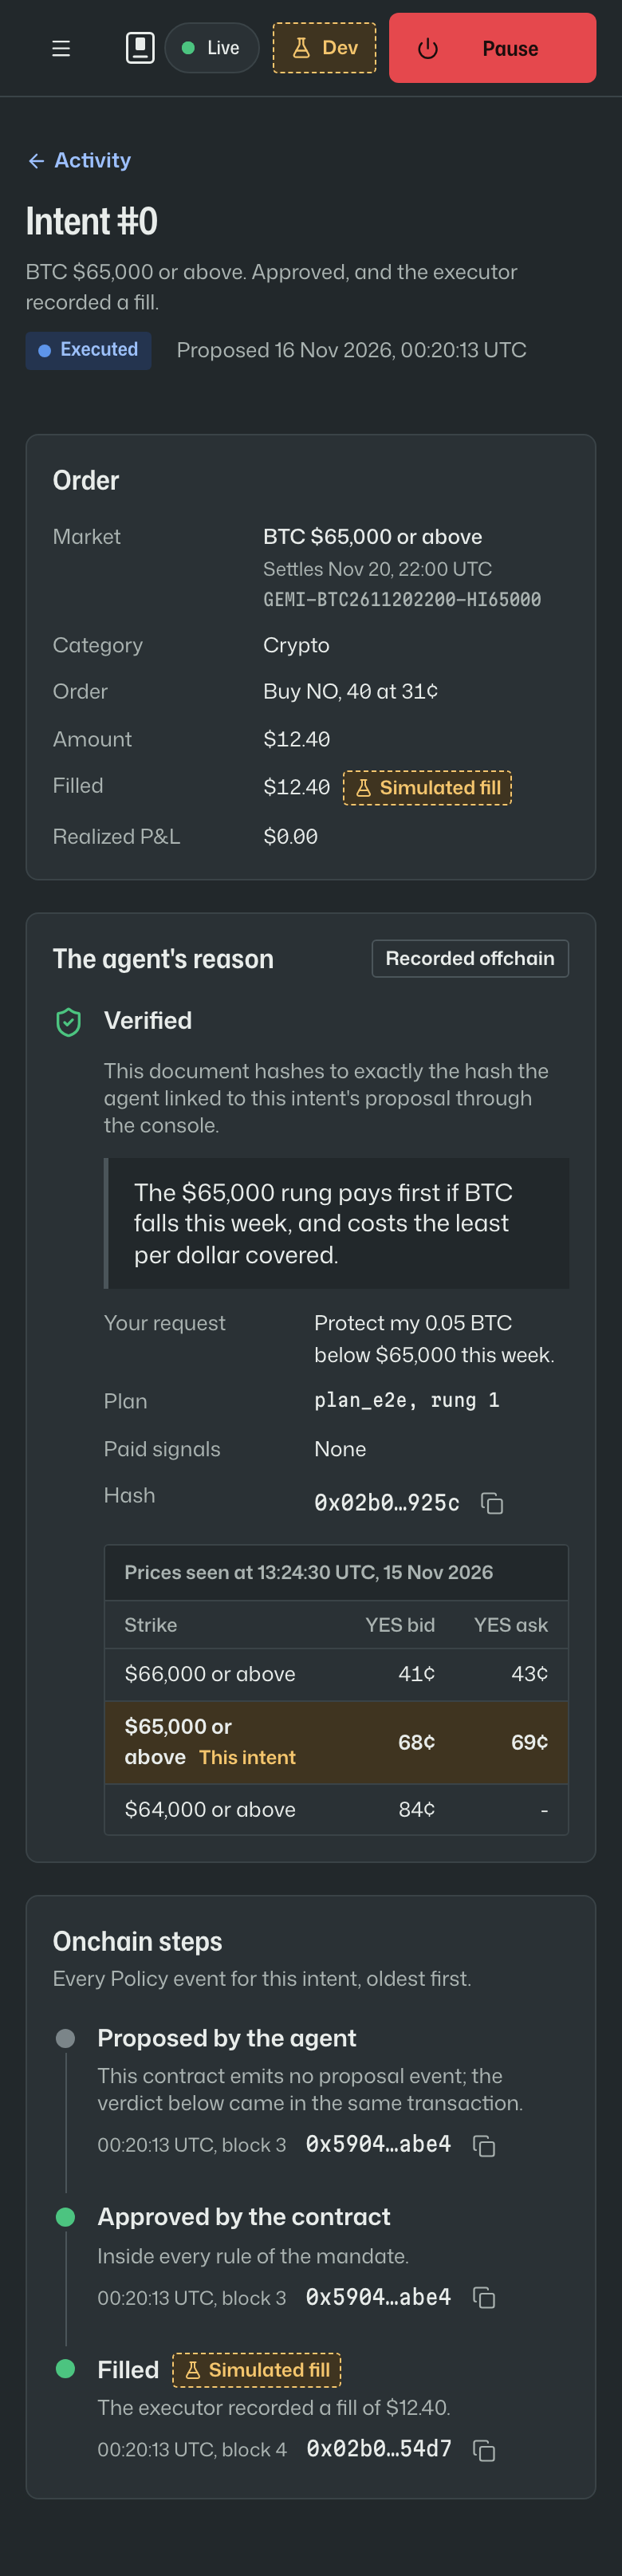 Live
Dev
Pause
Activity
Intent #0
BTC $65,000 or above. Approved, and the executor
recorded a fill.
Executed
Proposed 16 Nov 2026, 00:20:13 UTC
Order
Market
BTC $65,000 or above
Settles Nov 20, 22:00 UTC
GEMI-BTC2611202200-HI65000
Category
Crypto
Order
Buy NO, 40 at 31¢
Amount
$12.40
Filled
$12.40
Simulated fill
Realized P&L
$0.00
The agent's reason
Recorded offchain
Verified
This document hashes to exactly the hash the
agent linked to this intent's proposal through
the console.
The $65,000 rung pays first if BTC
falls this week, and costs the least
per dollar covered.
Your request
Protect my 0.05 BTC
below $65,000 this week.
Plan
plan_e2e, rung 1
Paid signals
None
Hash
0x02b0…925c
Prices seen at 13:24:30 UTC, 15 Nov 2026
Strike YES bid YES ask
$66,000 or above 41¢ 43¢
$65,000 or
above This intent 68¢ 69¢
$64,000 or above 84¢ -
Onchain steps
Every Policy event for this intent, oldest first.
Proposed by the agent
This contract emits no proposal event; the
verdict below came in the same transaction.
00:20:13 UTC, block 3 0x5904…abe4
Approved by the contract
Inside every rule of the mandate.
00:20:13 UTC, block 3 0x5904…abe4
Filled
Simulated fill
The executor recorded a fill of $12.40.
00:20:13 UTC, block 4 0x02b0…54d7